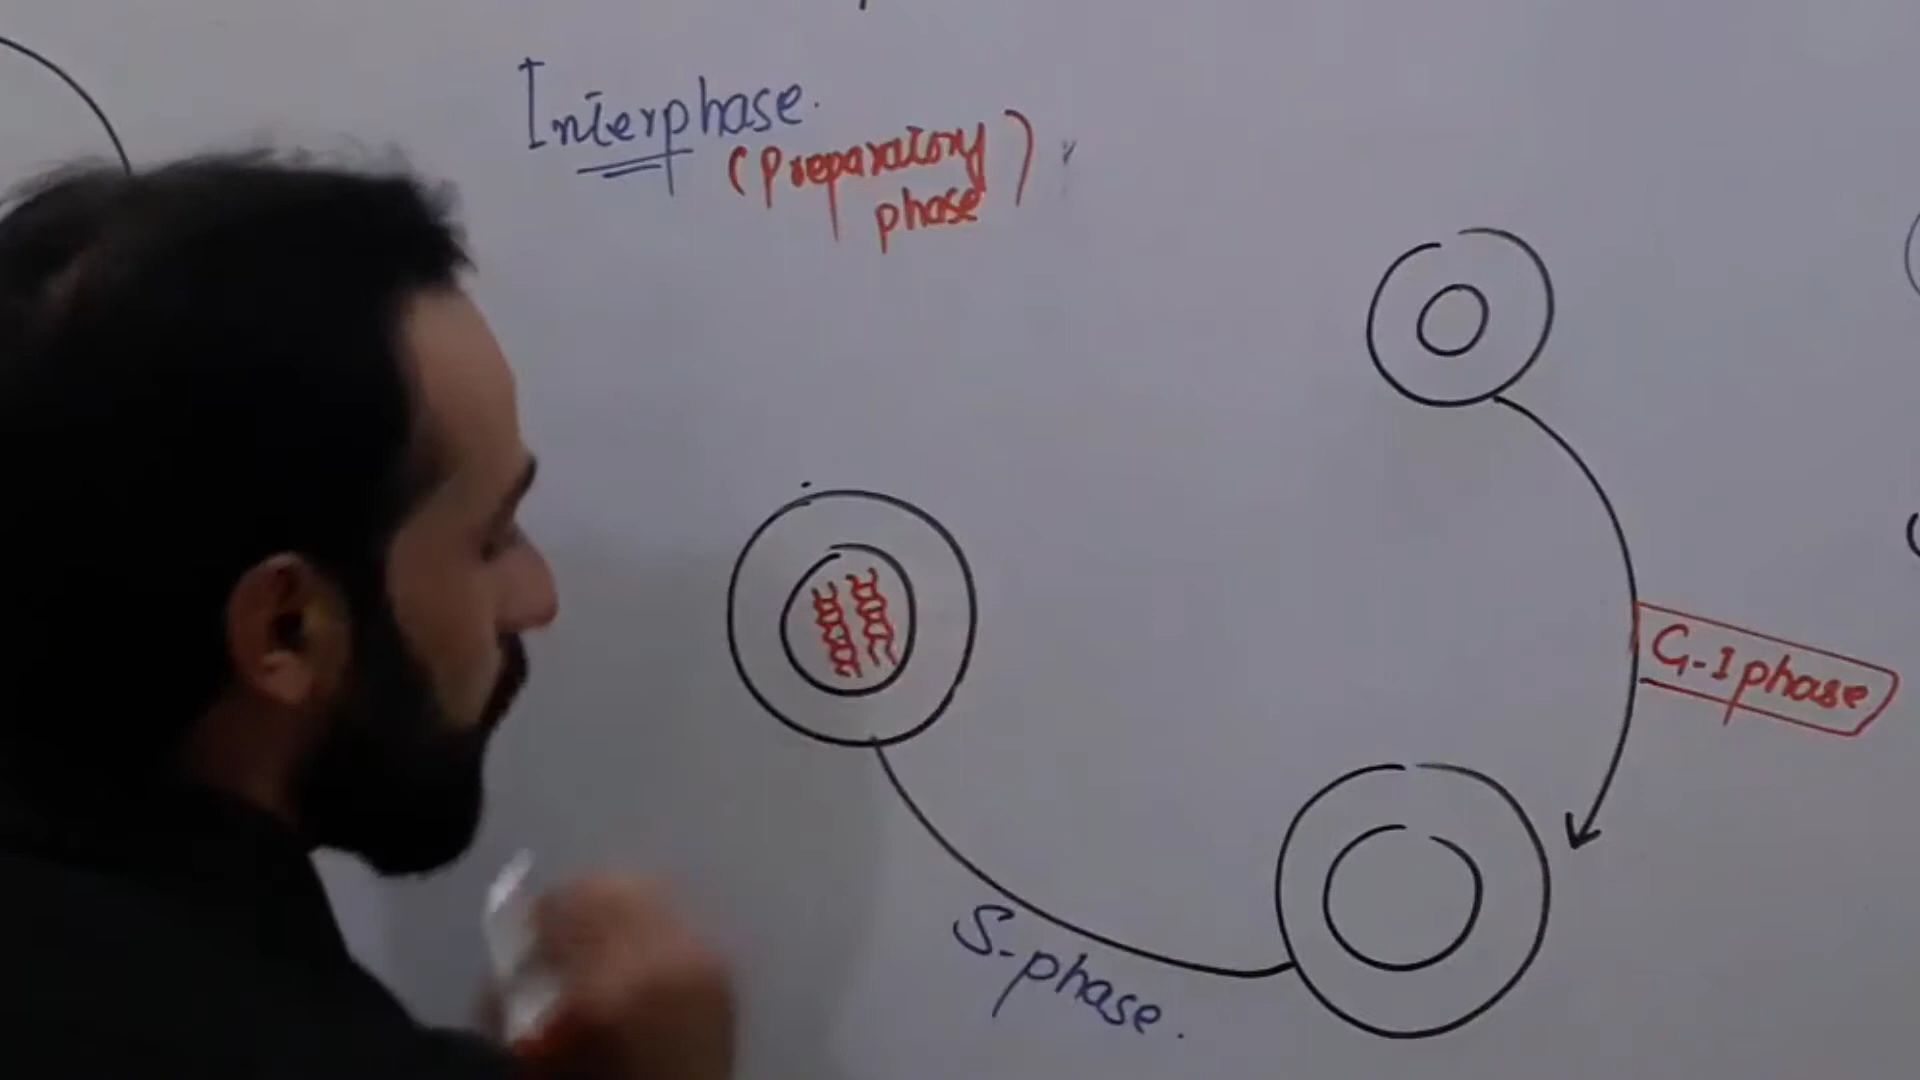 Interphase.
(Preparatory
phase)
G-1 phase
S-phase.